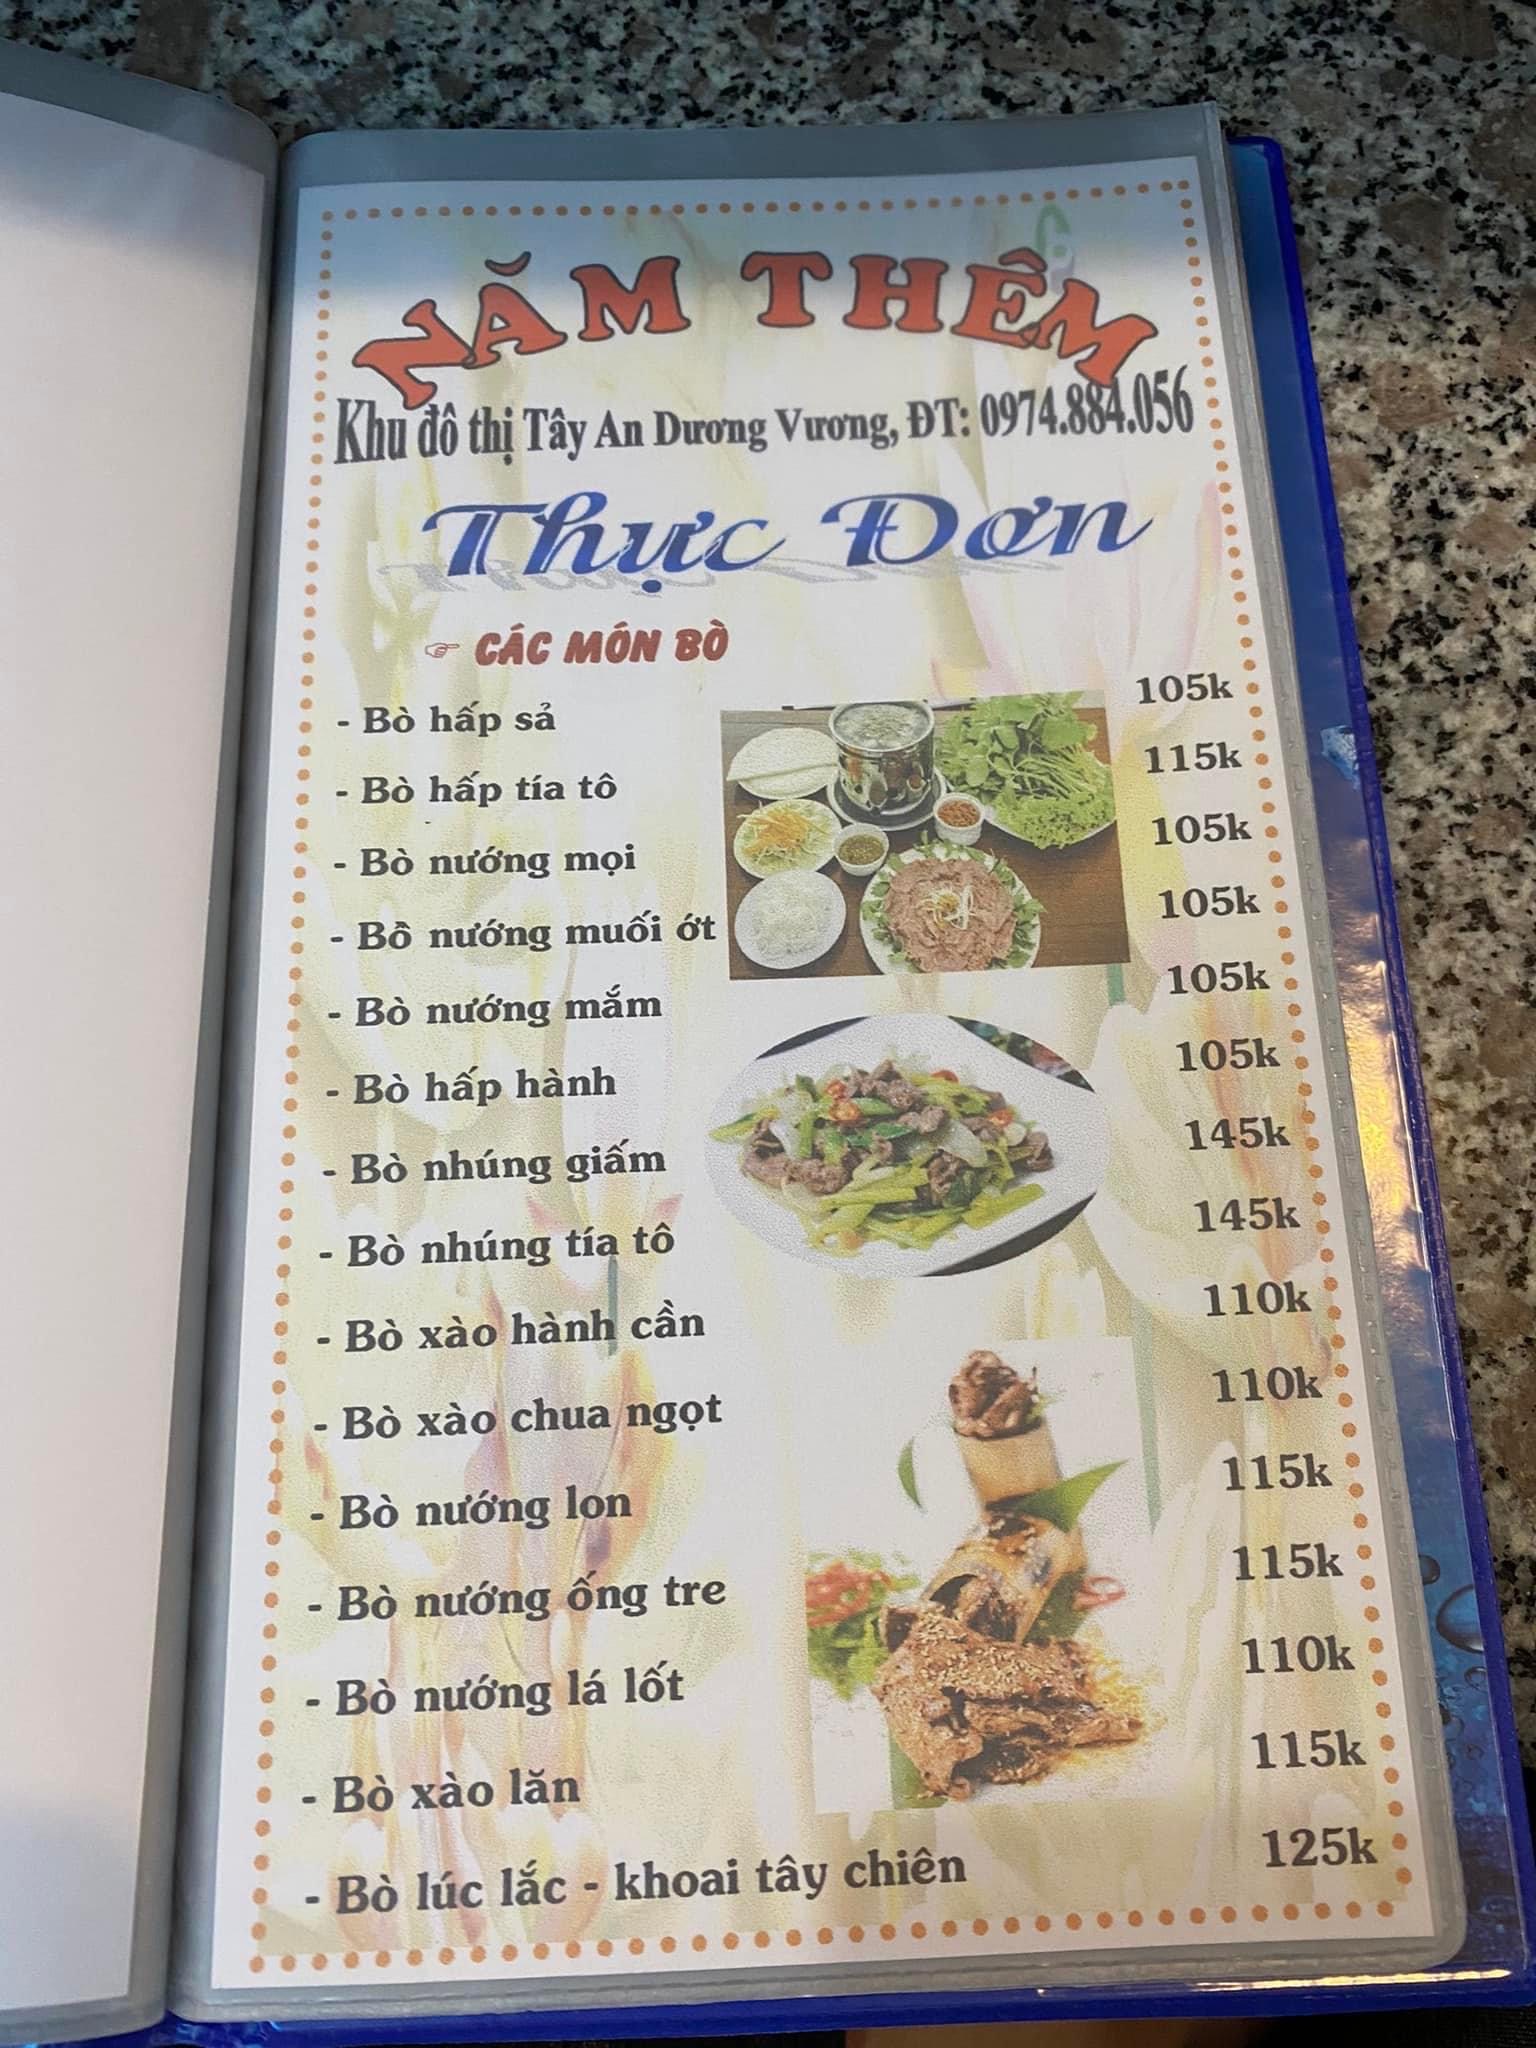 NĂM THÊM
Khu đô thị Tây An Dương Vương, ĐT: 0974.884.056
Thực Đơn
☞ CÁC MÓN BÒ
- Bò hấp sả 105k
- Bò hấp tía tô 115k
- Bò nướng mọi 105k
- Bồ nướng muối ớt 105k
- Bò nướng mắm 105k
- Bò hấp hành 105k
- Bò nhúng giấm 145k
- Bò nhúng tía tô 145k
- Bò xào hành cần 110k
- Bò xào chua ngọt 110k
- Bò nướng lon 115k
- Bò nướng ống tre 115k
- Bò nướng lá lốt 110k
- Bò xào lăn 115k
- Bò lúc lắc - khoai tây chiên 125k